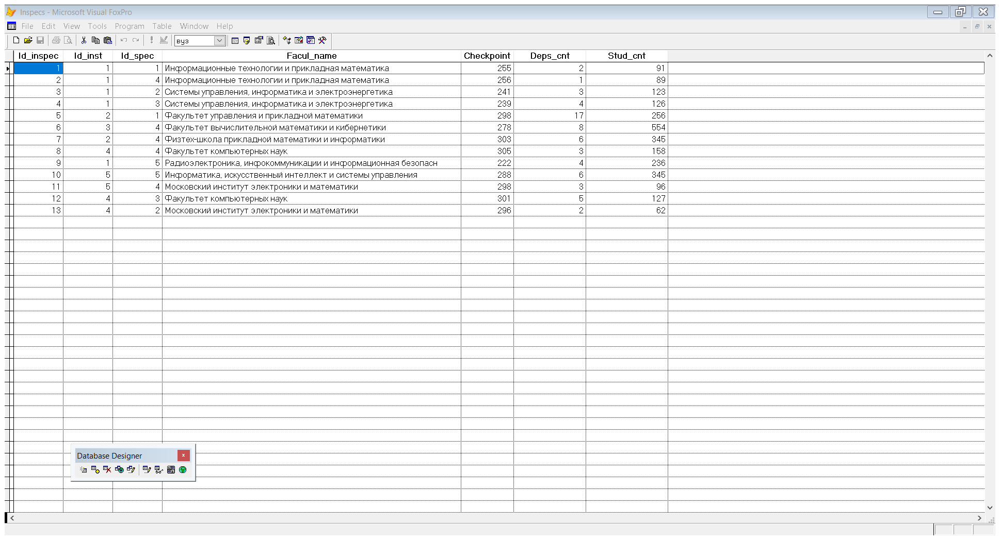 Inspecs - Microsoft Visual FoxPro
File Edit View Tools Program Table Window Help
вуз
Id_inspec Id_inst Id_spec Facul_name Checkpoint Deps_cnt Stud_cnt
1 1 1 Информационные технологии и прикладная математика 255 2 91
2 1 4 Информационные технологии и прикладная математика 256 1 89
3 1 2 Системы управления, информатика и электроэнергетика 241 3 123
4 1 3 Системы управления, информатика и электроэнергетика 239 4 126
5 2 1 Факультет управления и прикладной математики 298 17 256
6 3 4 Факультет вычислительной математики и кибернетики 278 8 554
7 2 4 Физтех-школа прикладной математики и информатики 303 6 345
8 4 4 Факультет компьютерных наук 305 3 158
9 1 5 Радиоэлектроника, инфокоммуникации и информационная безопасн 222 4 236
10 5 5 Информатика, искусственный интеллект и системы управления 288 6 345
11 5 4 Московский институт электроники и математики 298 3 96
12 4 3 Факультет компьютерных наук 301 5 127
13 4 2 Московский институт электроники и математики 296 2 62
Database Designer